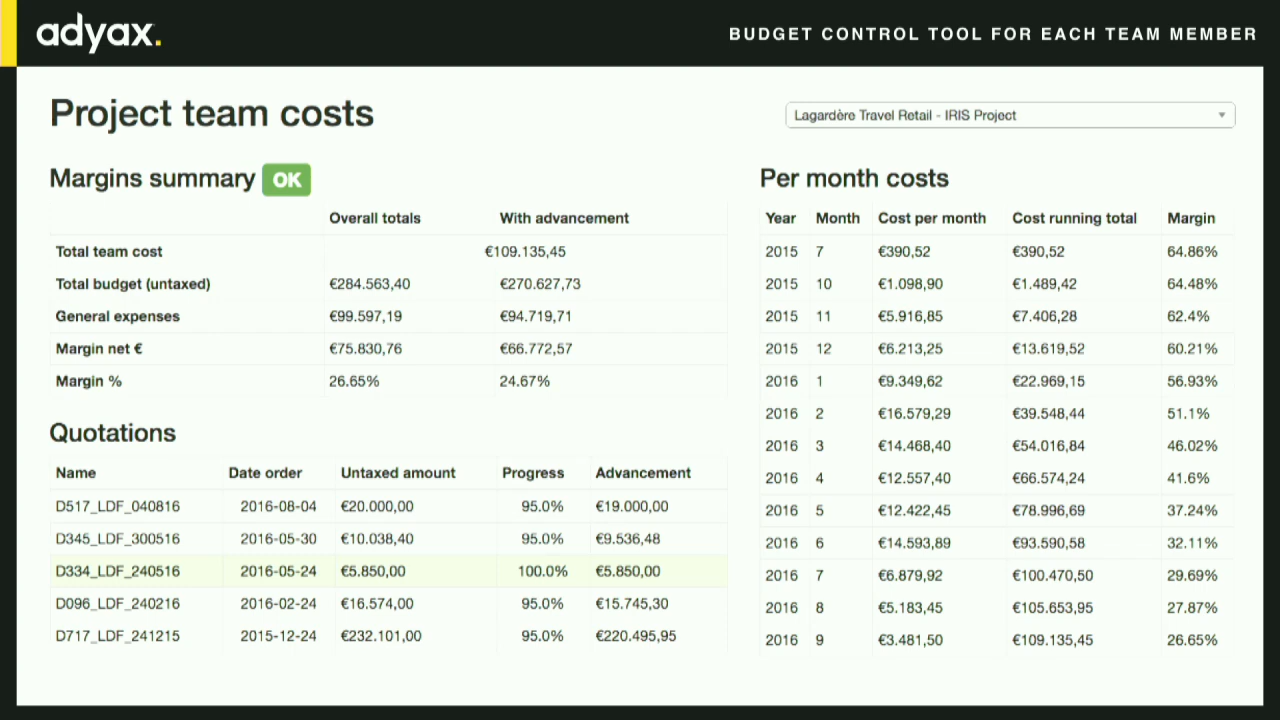 adyax.
BUDGET CONTROL TOOL FOR EACH TEAM MEMBER
Project team costs
Lagardère Travel Retail - IRIS Project
Margins summary OK
Overall totals With advancement
Total team cost €109.135,45
Total budget (untaxed) €284.563,40 €270.627,73
General expenses €99.597,19 €94.719,71
Margin net € €75.830,76 €66.772,57
Margin % 26.65% 24.67%
Quotations
Name Date order Untaxed amount Progress Advancement
D517_LDF_040816 2016-08-04 €20.000,00 95.0% €19.000,00
D345_LDF_300516 2016-05-30 €10.038,40 95.0% €9.536,48
D334_LDF_240516 2016-05-24 €5.850,00 100.0% €5.850,00
D096_LDF_240216 2016-02-24 €16.574,00 95.0% €15.745,30
D717_LDF_241215 2015-12-24 €232.101,00 95.0% €220.495,95
Per month costs
Year Month Cost per month Cost running total Margin
2015 7 €390,52 €390,52 64.86%
2015 10 €1.098,90 €1.489,42 64.48%
2015 11 €5.916,85 €7.406,28 62.4%
2015 12 €6.213,25 €13.619,52 60.21%
2016 1 €9.349,62 €22.969,15 56.93%
2016 2 €16.579,29 €39.548,44 51.1%
2016 3 €14.468,40 €54.016,84 46.02%
2016 4 €12.557,40 €66.574,24 41.6%
2016 5 €12.422,45 €78.996,69 37.24%
2016 6 €14.593,89 €93.590,58 32.11%
2016 7 €6.879,92 €100.470,50 29.69%
2016 8 €5.183,45 €105.653,95 27.87%
2016 9 €3.481,50 €109.135,45 26.65%